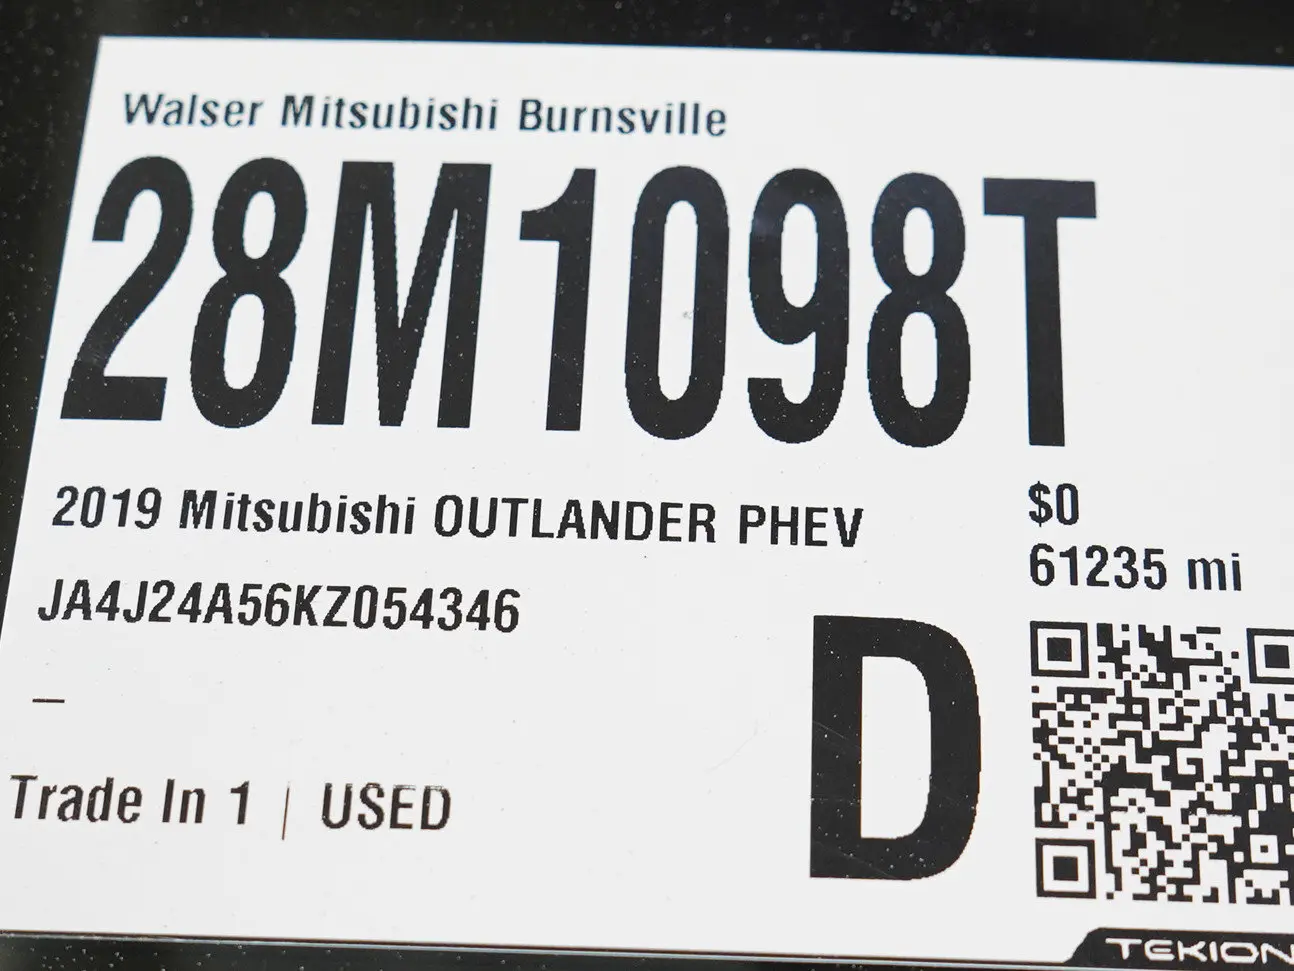 Walser Mitsubishi Burnsville
28M1098T
2019 Mitsubishi OUTLANDER PHEV
$0
61235 mi
JA4J24A56KZ054346
D
–
Trade In 1 | USED
TEKION